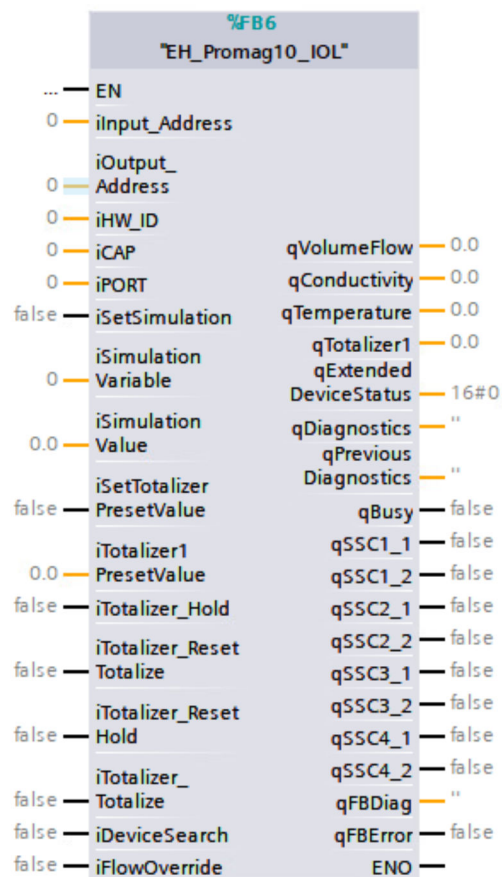 %FB6
"EH_Promag10_IOL"
... EN
0 iInput_Address
iOutput_
0 Address
0 iHW_ID
0 iCAP qVolumeFlow 0.0
0 iPORT qConductivity 0.0
false iSetSimulation qTemperature 0.0
qTotalizer1 0.0
iSimulation qExtended
0 Variable DeviceStatus 16#0
iSimulation qDiagnostics ''
0.0 Value qPrevious
Diagnostics ''
iSetTotalizer
false PresetValue qBusy false
qSSC1_1 false
iTotalizer1
0.0 PresetValue qSSC1_2 false
false iTotalizer_Hold qSSC2_1 false
iTotalizer_Reset qSSC2_2 false
false Totalize qSSC3_1 false
iTotalizer_Reset qSSC3_2 false
false Hold qSSC4_1 false
iTotalizer_ qSSC4_2 false
false Totalize qFBDiag ''
false iDeviceSearch qFBError false
false iFlowOverride ENO